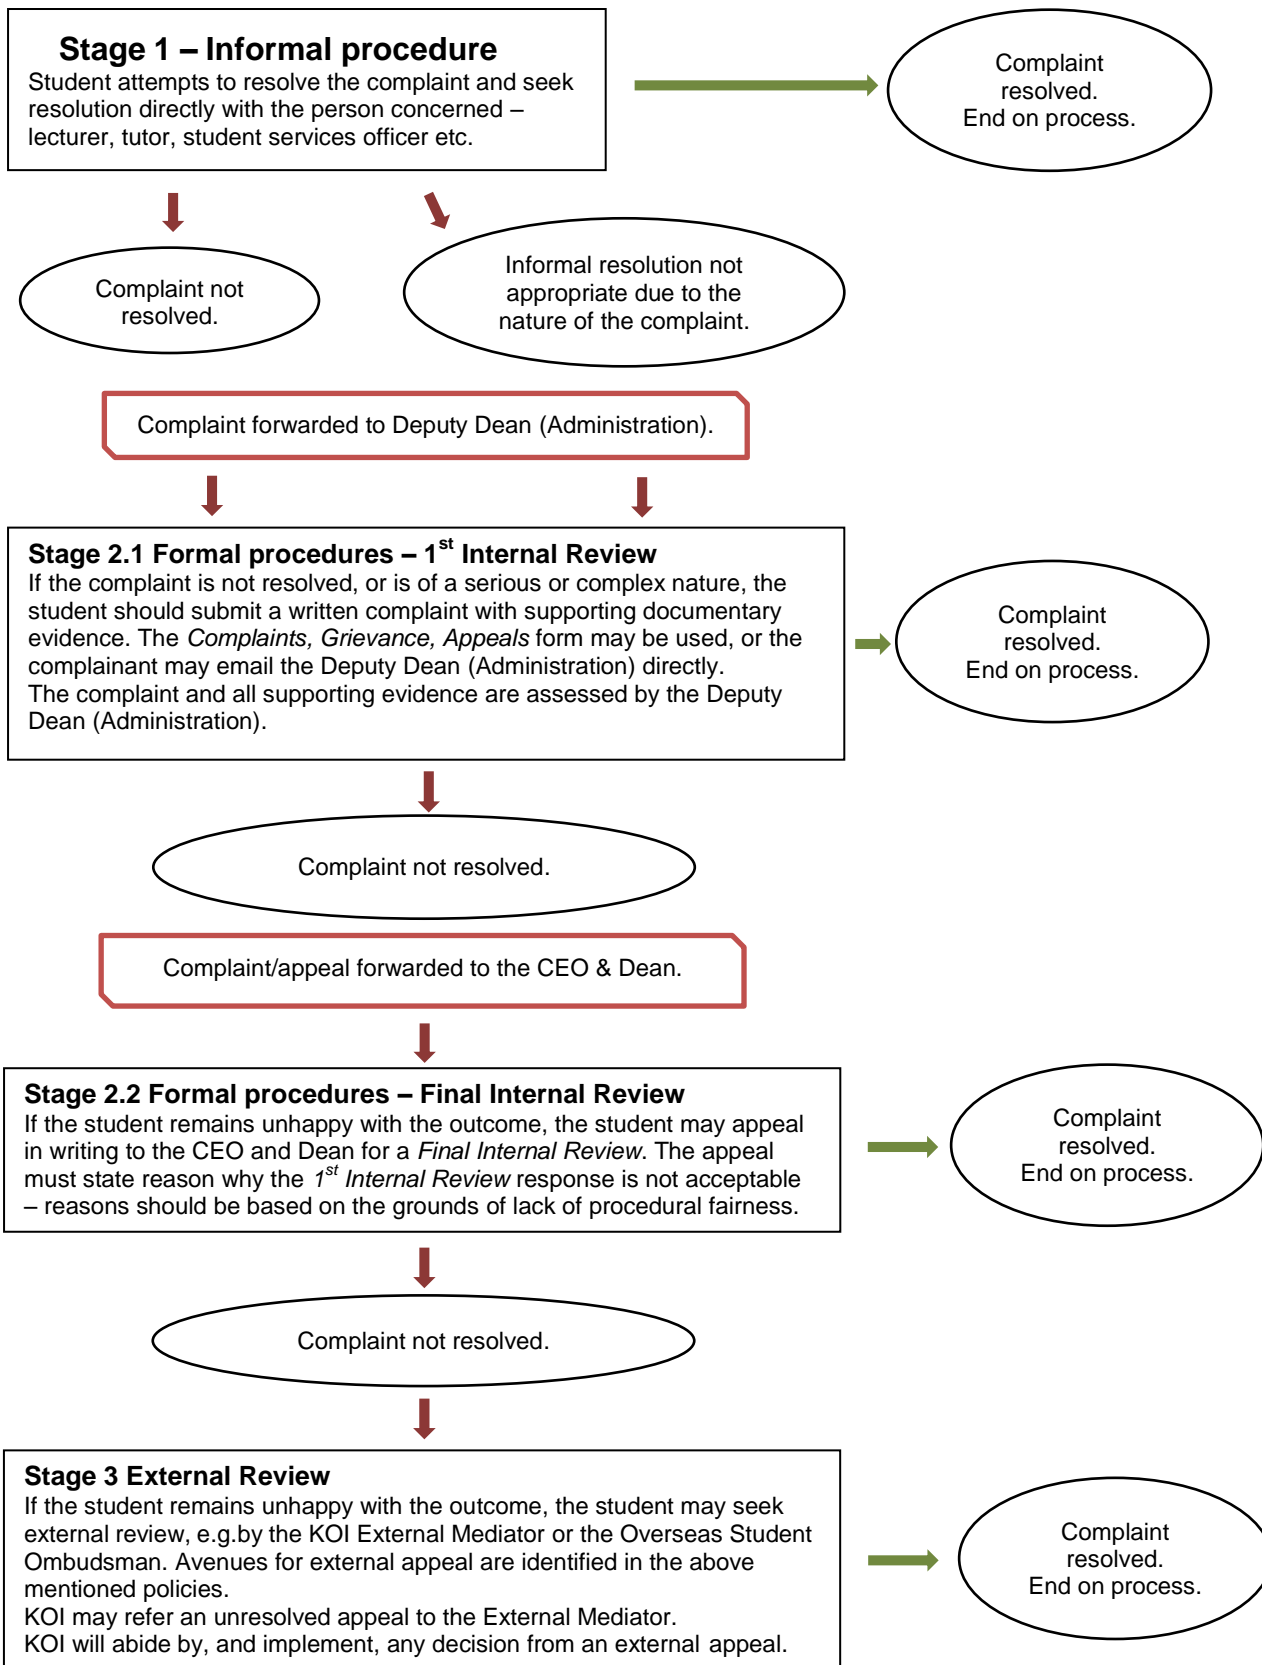 Stage 1 – Informal procedure
Student attempts to resolve the complaint and seek
resolution directly with the person concerned –
lecturer, tutor, student services officer etc.
Complaint
resolved.
End on process.
Complaint not
resolved.
Informal resolution not
appropriate due to the
nature of the complaint.
Complaint forwarded to Deputy Dean (Administration).
Stage 2.1 Formal procedures – 1st Internal Review
If the complaint is not resolved, or is of a serious or complex nature, the
student should submit a written complaint with supporting documentary
evidence. The Complaints, Grievance, Appeals form may be used, or the
complainant may email the Deputy Dean (Administration) directly.
The complaint and all supporting evidence are assessed by the Deputy
Dean (Administration).
Complaint
resolved.
End on process.
Complaint not resolved.
Complaint/appeal forwarded to the CEO & Dean.
Stage 2.2 Formal procedures – Final Internal Review
If the student remains unhappy with the outcome, the student may appeal
in writing to the CEO and Dean for a Final Internal Review. The appeal
must state reason why the 1st Internal Review response is not acceptable
– reasons should be based on the grounds of lack of procedural fairness.
Complaint
resolved.
End on process.
Complaint not resolved.
Stage 3 External Review
If the student remains unhappy with the outcome, the student may seek
external review, e.g.by the KOI External Mediator or the Overseas Student
Ombudsman. Avenues for external appeal are identified in the above
mentioned policies.
KOI may refer an unresolved appeal to the External Mediator.
KOI will abide by, and implement, any decision from an external appeal.
Complaint
resolved.
End on process.